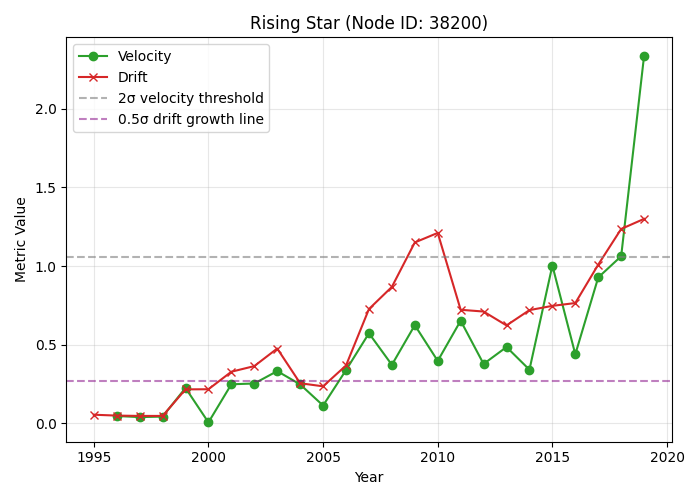 Rising Star (Node ID: 38200)
Velocity
Drift
2σ velocity threshold
0.5σ drift growth line
Metric Value
2.0
1.5
1.0
0.5
0.0
1995 2000 2005 2010 2015 2020
Year